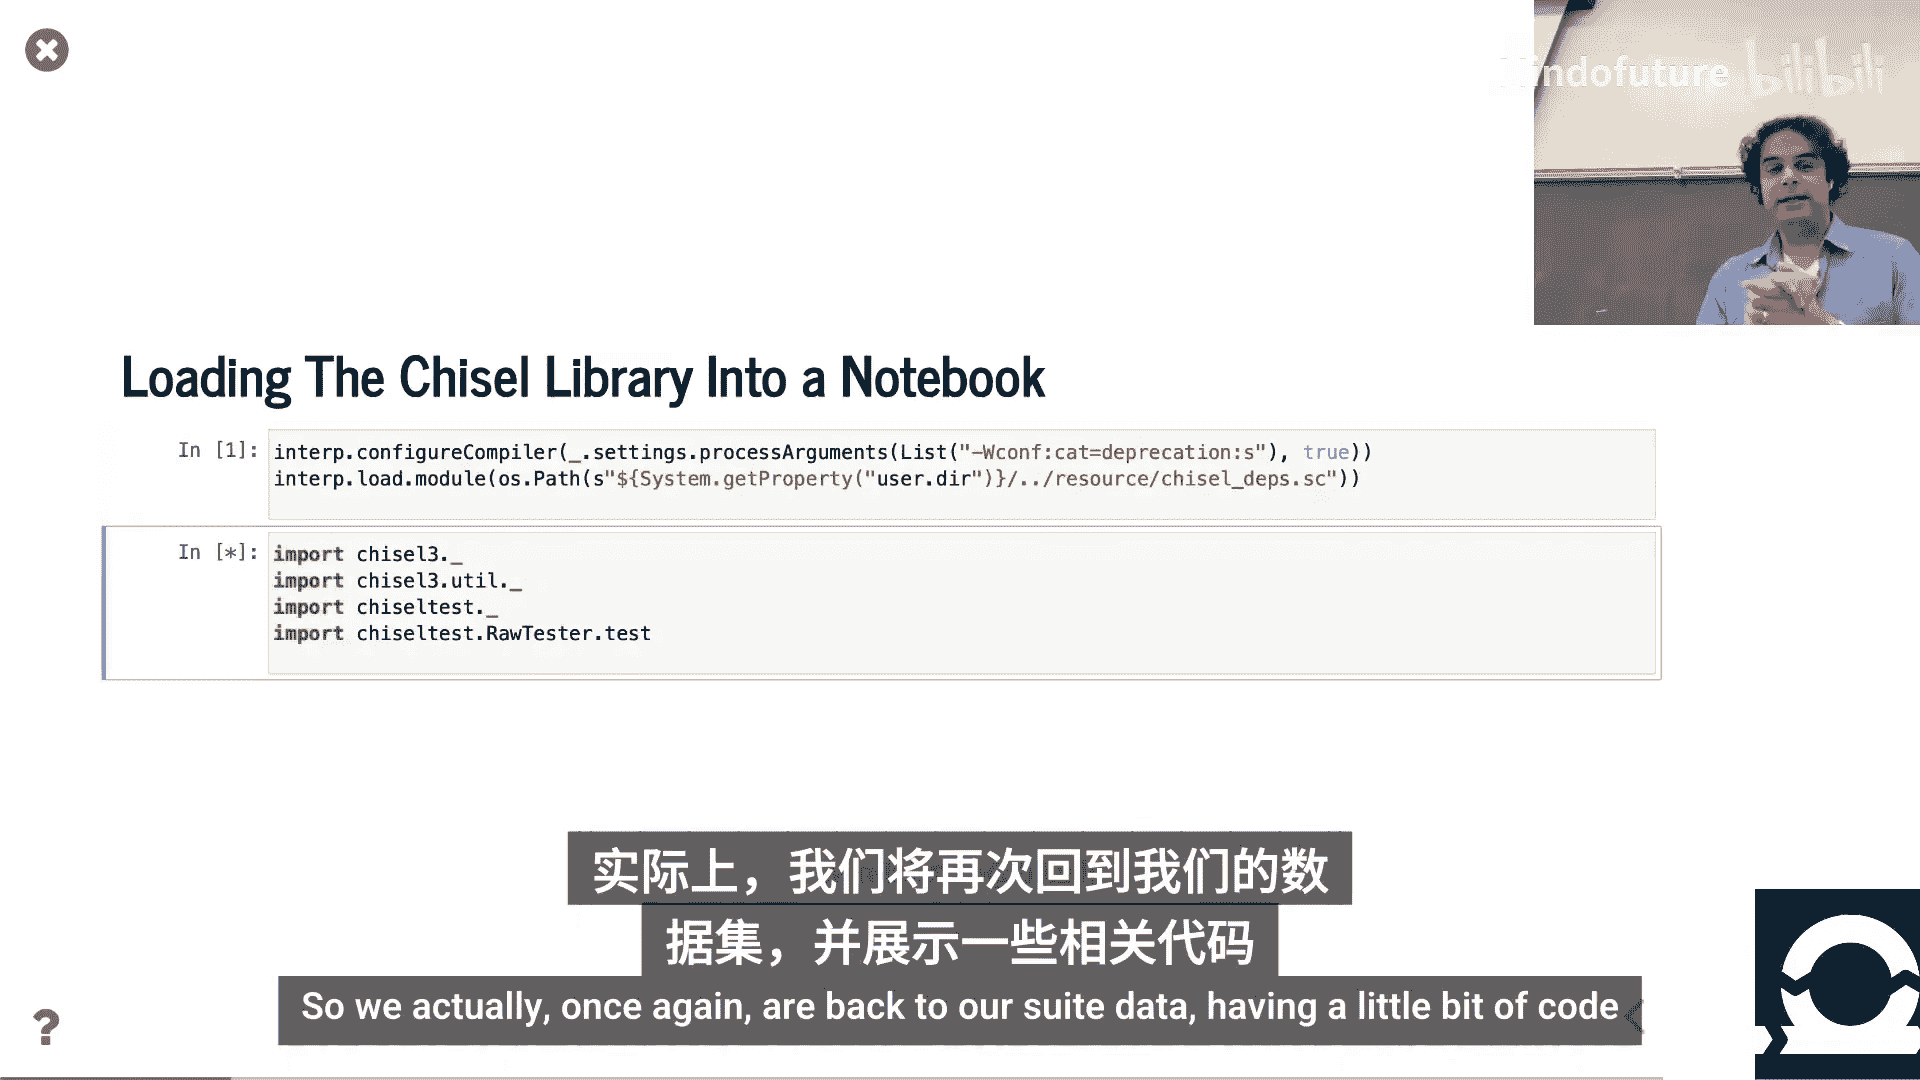 indofuture bilibili
Loading The Chisel Library Into a Notebook
In [1]:
interp.configureCompiler(_.settings.processArguments(List("-Wconf:cat=deprecation:s"), true))
interp.load.module(os.Path(s"${System.getProperty("user.dir")}/../resource/chisel_deps.sc"))
In [*]:
import chisel3._
import chisel3.util._
import chiseltest._
import chiseltest.RawTester.test
实际上，我们将再次回到我们的数
据集，并展示一些相关代码
So we actually, once again, are back to our suite data, having a little bit of code
?